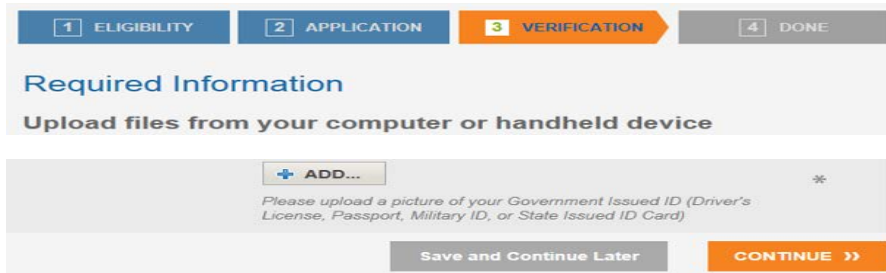 1 ELIGIBILITY 2 APPLICATION 3 VERIFICATION 4 DONE
Required Information
Upload files from your computer or handheld device
+ ADD... *
Please upload a picture of your Government Issued ID (Driver's
License, Passport, Military ID, or State Issued ID Card)
Save and Continue Later CONTINUE »